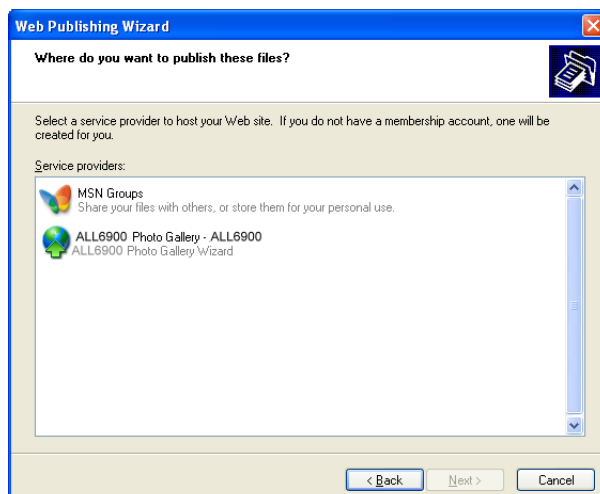 Web Publishing Wizard
Where do you want to publish these files?
Select a service provider to host your Web site. If you do not have a membership account, one will be
created for you.
Service providers:
MSN Groups
Share your files with others, or store them for your personal use.
ALL6900 Photo Gallery - ALL6900
ALL6900 Photo Gallery Wizard
< Back Next > Cancel